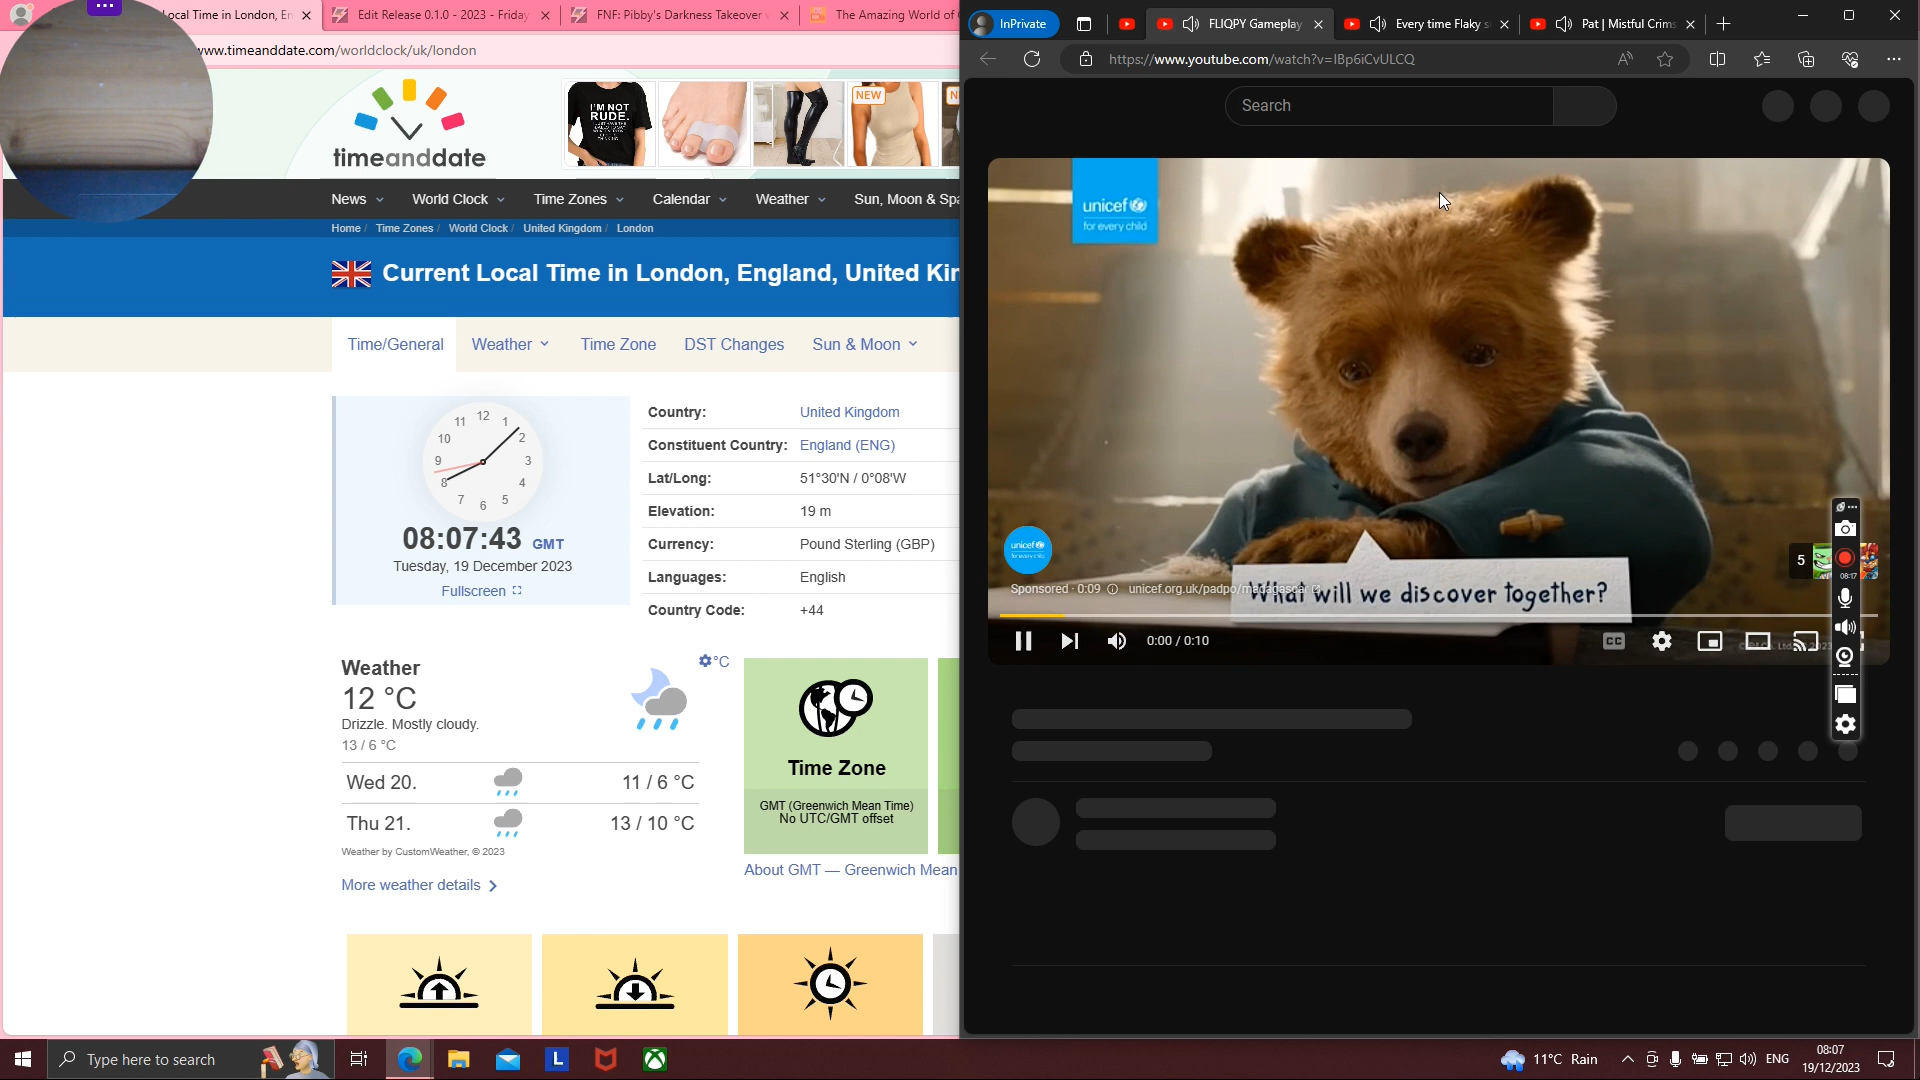 ocal Time in London, En
Edit Release 0.1.0 - 2023 - Friday
FNF: Pibby's Darkness Takeover v
The Amazing World of
www.timeanddate.com/worldclock/uk/london
timeanddate
I'M NOT
RUDE.
NEW
N
News
World Clock
Time Zones
Calendar
Weather
Sun, Moon & Spa
Home / Time Zones / World Clock / United Kingdom / London
Current Local Time in London, England, United Kin
Time/General
Weather
Time Zone
DST Changes
Sun & Moon
12
1
2
3
4
5
6
7
8
9
10
11
08:07:43 GMT
Tuesday, 19 December 2023
Fullscreen
Country: United Kingdom
Constituent Country: England (ENG)
Lat/Long: 51°30'N / 0°08'W
Elevation: 19 m
Currency: Pound Sterling (GBP)
Languages: English
Country Code: +44
Weather
°C
12 °C
Drizzle. Mostly cloudy.
13 / 6 °C
Wed 20. 11 / 6 °C
Thu 21. 13 / 10 °C
Weather by CustomWeather, © 2023
More weather details
Time Zone
GMT (Greenwich Mean Time)
No UTC/GMT offset
About GMT — Greenwich Mean
InPrivate
FLIQPY Gameplay
Every time Flaky s
Pat | Mistful Crims
https://www.youtube.com/watch?v=IBp6iCvULCQ
Search
unicef
for every child
unicef
5
08:17
Sponsored · 0:09
unicef.org.uk/padpo/madagascar
What will we discover together?
0:00 / 0:10
CC
Type here to search
L
11°C Rain
ENG
08:07
19/12/2023